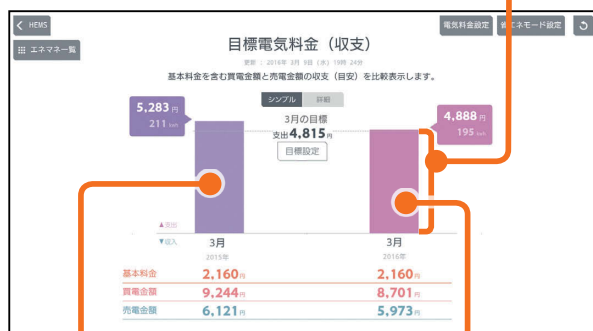 < HEMS
電気料金設定
省エネモード設定
エネマネ一覧
目標電気料金（収支）
更新 : 2016年 3月 9日（水）19時 24分
基本料金を含む買電金額と売電金額の収支（目安）を比較表示します。
シンプル 詳細
5,283 円
211 kWh
3月の目標
支出4,815円
目標設定
4,888 円
195 kWh
▲支出
▼収入
3月 3月
2015年 2016年
基本料金 2,160円 2,160円
買電金額 9,244円 8,701円
売電金額 6,121円 5,973円